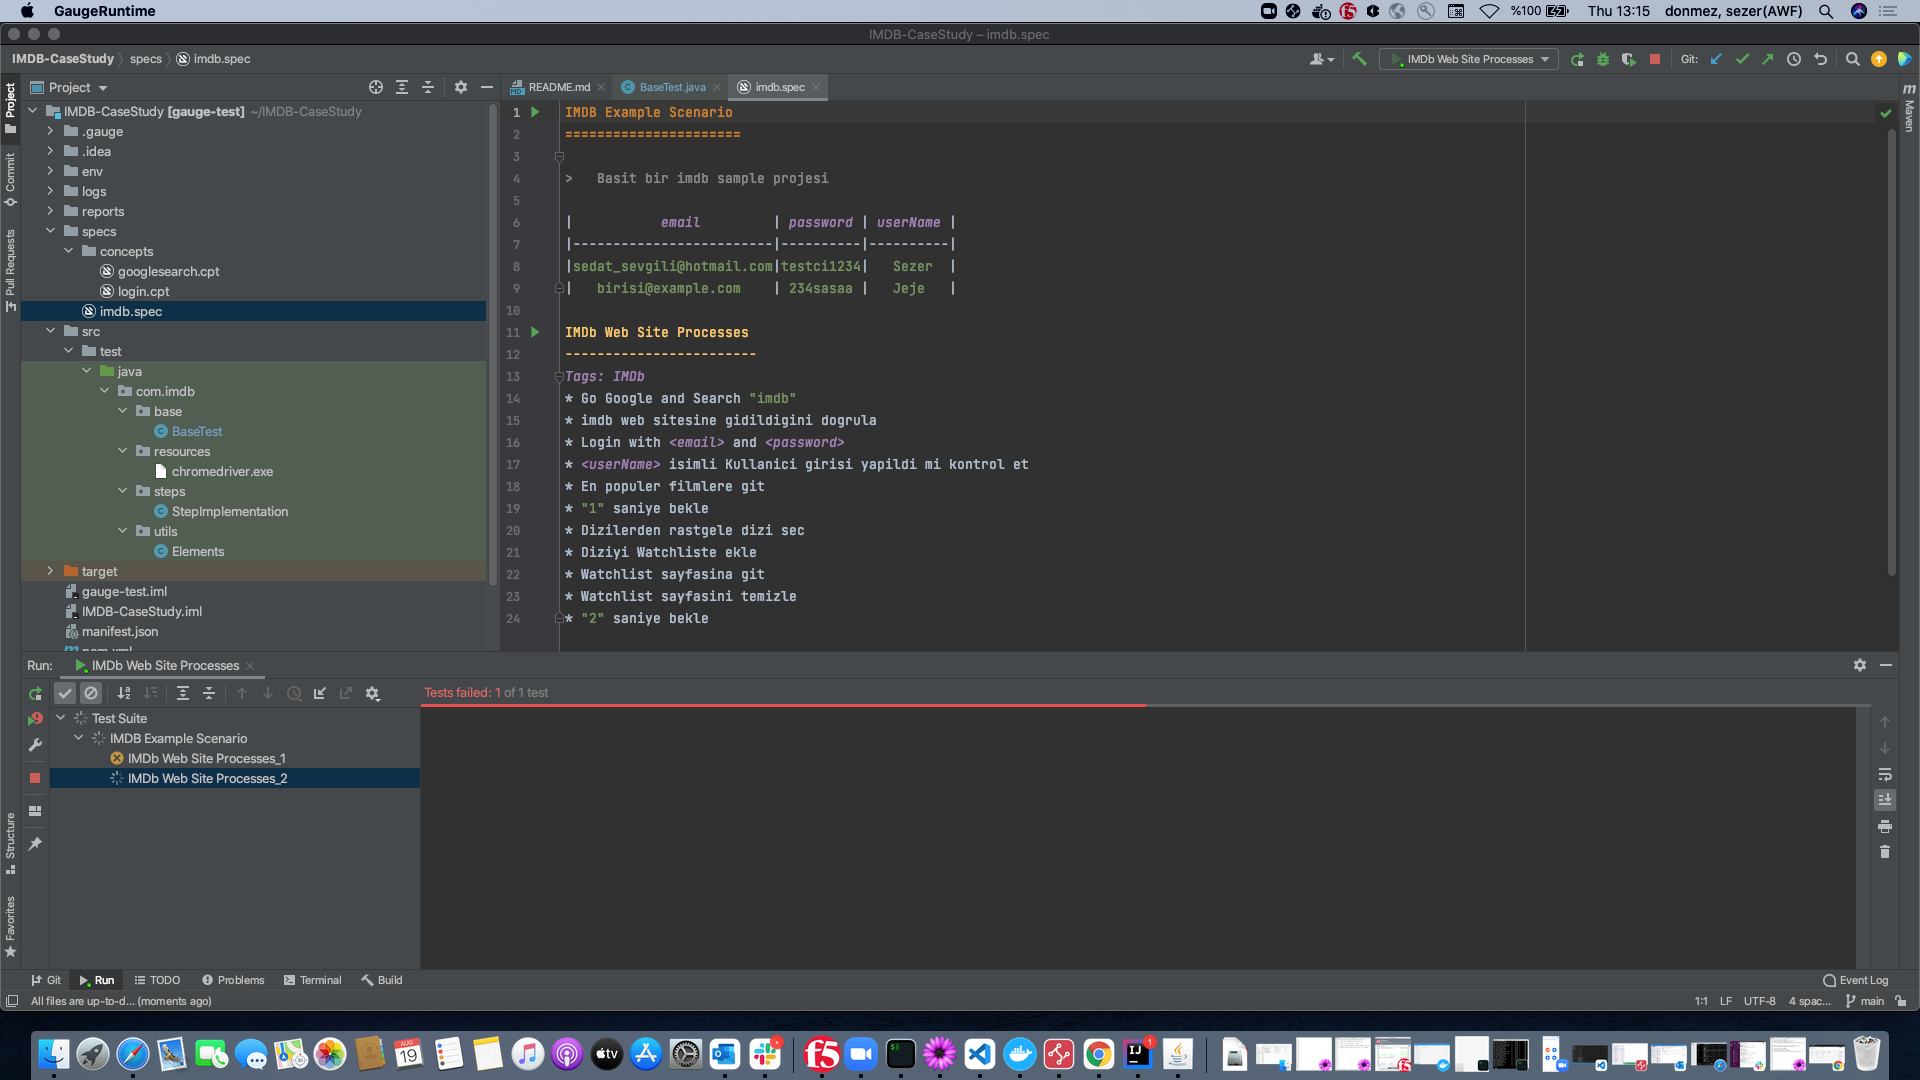 GaugeRuntime
%100
Thu 13:15
donmez, sezer(AWF)
IMDB-CaseStudy – imdb.spec
IMDB-CaseStudy
specs
imdb.spec
IMDb Web Site Processes
Git:
Project
README.md
BaseTest.java
imdb.spec
Project
Commit
Pull Requests
Structure
Favorites
Maven
IMDB-CaseStudy [gauge-test] ~/IMDB-CaseStudy
.gauge
.idea
env
logs
reports
specs
concepts
googlesearch.cpt
login.cpt
imdb.spec
src
test
java
com.imdb
base
BaseTest
resources
chromedriver.exe
steps
StepImplementation
utils
Elements
target
gauge-test.iml
IMDB-CaseStudy.iml
manifest.json
pom.xml
1 IMDB Example Scenario
2 ======================
3
4 > Basit bir imdb sample projesi
5
6 | email | password | userName |
7 |-------------------------|----------|----------|
8 |sedat_sevgili@hotmail.com|testci1234| Sezer |
9 | birisi@example.com | 234sasaa | Jeje |
10
11 IMDb Web Site Processes
12 ------------------------
13 Tags: IMDb
14 * Go Google and Search "imdb"
15 * imdb web sitesine gidildigini dogrula
16 * Login with <email> and <password>
17 * <userName> isimli Kullanici girisi yapildi mi kontrol et
18 * En populer filmlere git
19 * "1" saniye bekle
20 * Dizilerden rastgele dizi sec
21 * Diziyi Watchliste ekle
22 * Watchlist sayfasina git
23 * Watchlist sayfasini temizle
24 * "2" saniye bekle
Run:
IMDb Web Site Processes
Tests failed: 1 of 1 test
Test Suite
IMDB Example Scenario
IMDb Web Site Processes_1
IMDb Web Site Processes_2
Git
Run
TODO
Problems
Terminal
Build
Event Log
All files are up-to-d... (moments ago)
1:1
LF
UTF-8
4 spac...
main
AUG
19
tv
f5
IJ
1